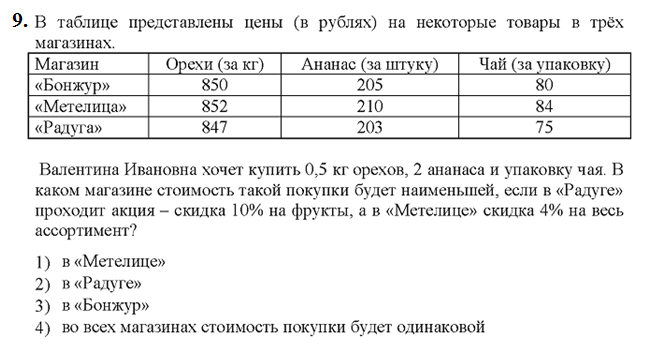 9. В таблице представлены цены (в рублях) на некоторые товары в трёх
магазинах.
Магазин Орехи (за кг) Ананас (за штуку) Чай (за упаковку)
«Бонжур» 850 205 80
«Метелица» 852 210 84
«Радуга» 847 203 75
Валентина Ивановна хочет купить 0,5 кг орехов, 2 ананаса и упаковку чая. В
каком магазине стоимость такой покупки будет наименьшей, если в «Радуге»
проходит акция – скидка 10% на фрукты, а в «Метелице» скидка 4% на весь
ассортимент?
1) в «Метелице»
2) в «Радуге»
3) в «Бонжур»
4) во всех магазинах стоимость покупки будет одинаковой